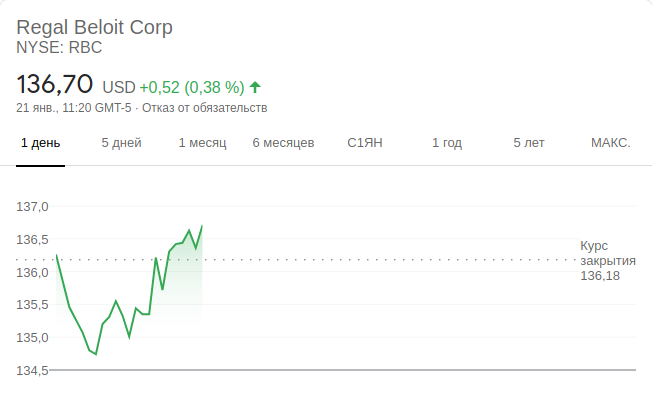 Regal Beloit Corp
NYSE: RBC
136,70 USD +0,52 (0,38 %)
21 янв., 11:20 GMT-5 · Отказ от обязательств
1 день 5 дней 1 месяц 6 месяцев С1ЯН 1 год 5 лет МАКС.
137,0
136,5
Курс
закрытия
136,18
136,0
135,5
135,0
134,5